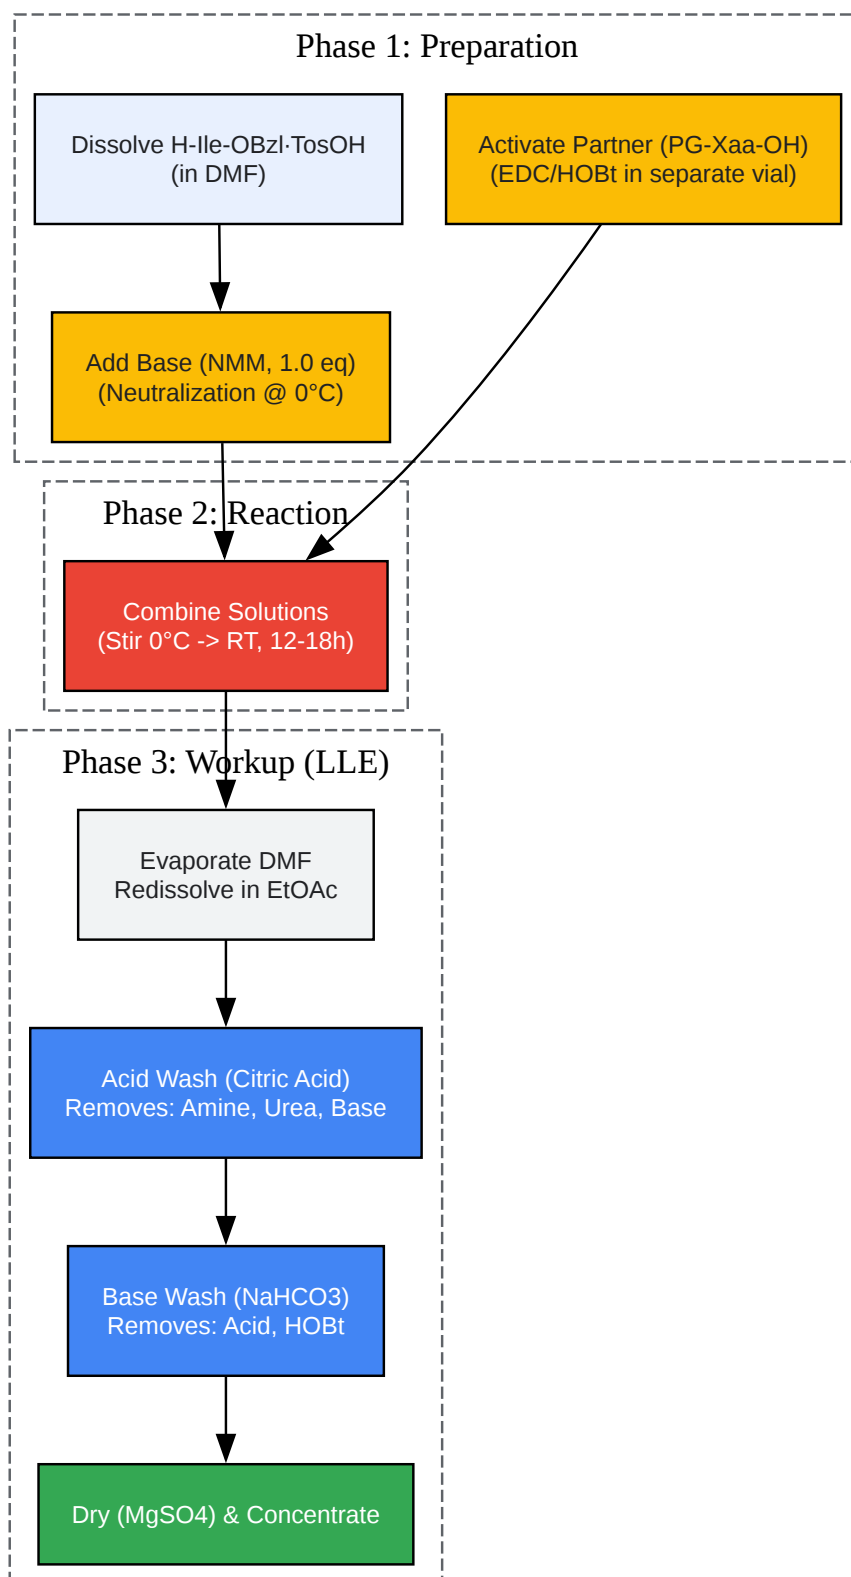 Phase 1: Preparation
Dissolve H-Ile-OBzl·TosOH
(in DMF)
Activate Partner (PG-Xaa-OH)
(EDC/HOBt in separate vial)
Add Base (NMM, 1.0 eq)
(Neutralization @ 0°C)
Phase 2: Reaction
Combine Solutions
(Stir 0°C -> RT, 12-18h)
Phase 3: Workup (LLE)
Evaporate DMF
Redissolve in EtOAc
Acid Wash (Citric Acid)
Removes: Amine, Urea, Base
Base Wash (NaHCO3)
Removes: Acid, HOBt
Dry (MgSO4) & Concentrate